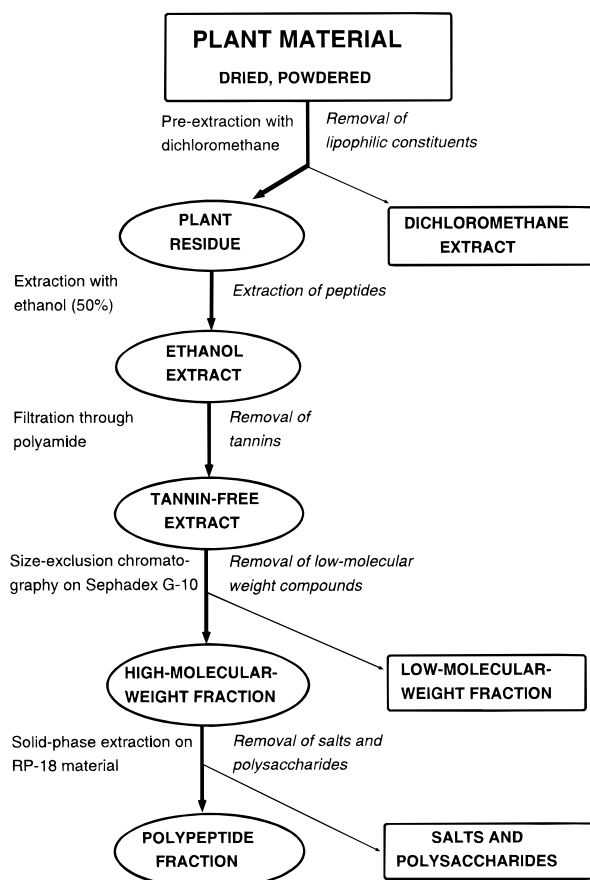 PLANT MATERIAL
DRIED, POWDERED
Pre-extraction with
dichloromethane
Removal of
lipophilic constituents
PLANT
RESIDUE
DICHLOROMETHANE
EXTRACT
Extraction with
ethanol (50%)
Extraction of peptides
ETHANOL
EXTRACT
Filtration through
polyamide
Removal of
tannins
TANNIN-FREE
EXTRACT
Size-exclusion chromato-
graphy on Sephadex G-10
Removal of low-molecular
weight compounds
HIGH-MOLECULAR-
WEIGHT FRACTION
LOW-MOLECULAR-
WEIGHT FRACTION
Solid-phase extraction on
RP-18 material
Removal of salts and
polysaccharides
POLYPEPTIDE
FRACTION
SALTS AND
POLYSACCHARIDES